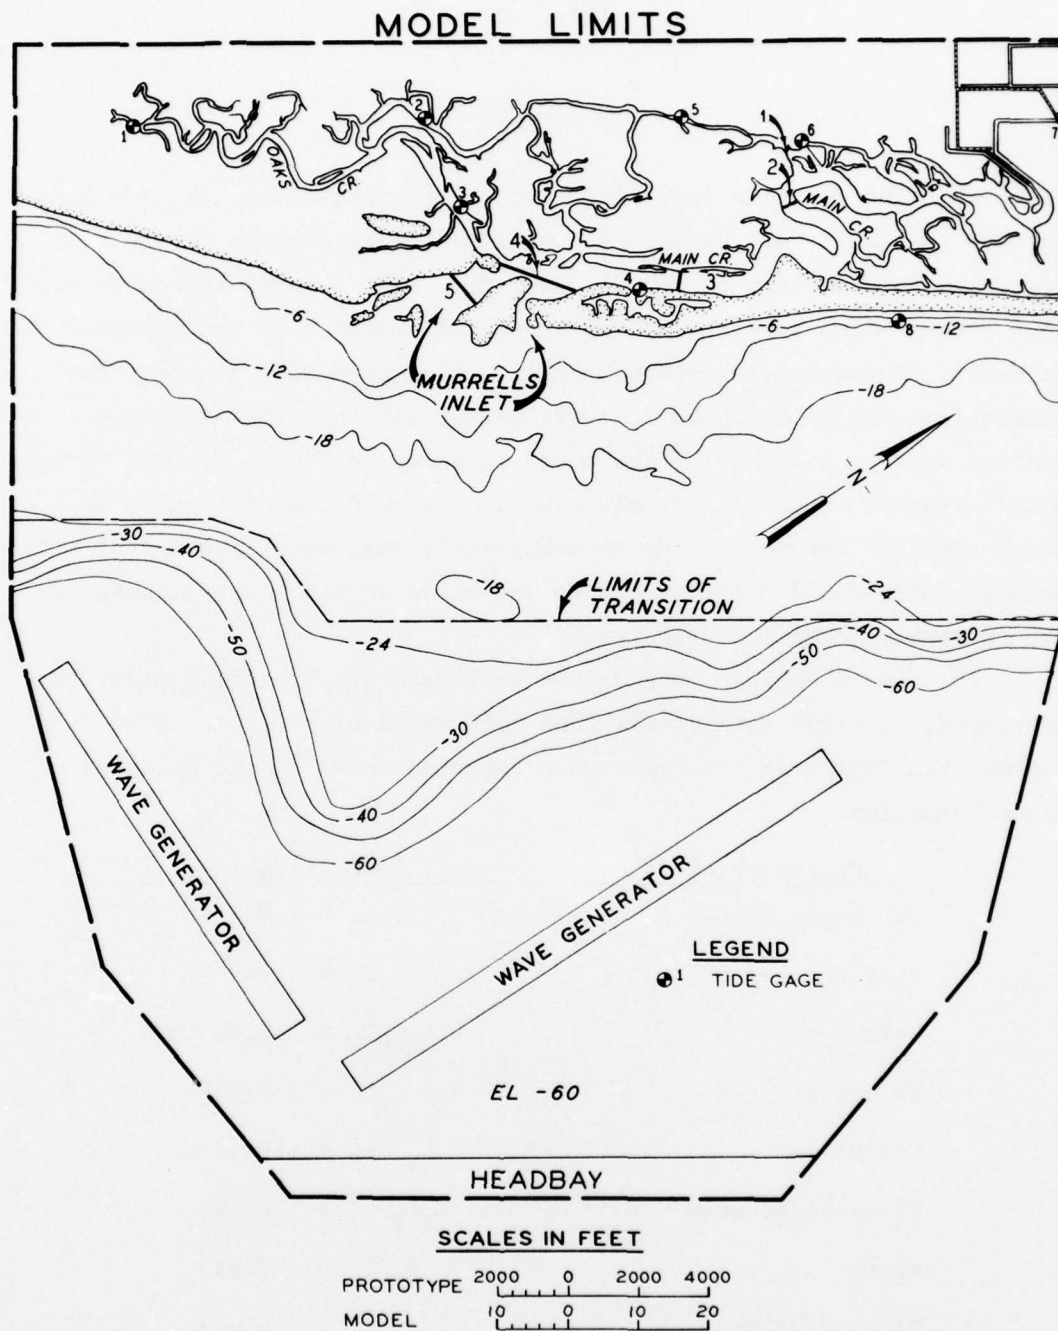 MODEL LIMITS
1
2
5
1
6
7
OAKS
CR.
2
3
MAIN
CR.
4
MAIN CR.
3
4
5
8
-6
-6
-12
-12
-18
-18
MURRELLS
INLET
N
-30
-40
-50
-18
LIMITS OF
TRANSITION
-24
-24
-40
-30
-50
-60
-30
-40
-60
WAVE GENERATOR
WAVE GENERATOR
LEGEND
1 TIDE GAGE
EL -60
HEADBAY
SCALES IN FEET
PROTOTYPE 2000 0 2000 4000
MODEL 10 0 10 20